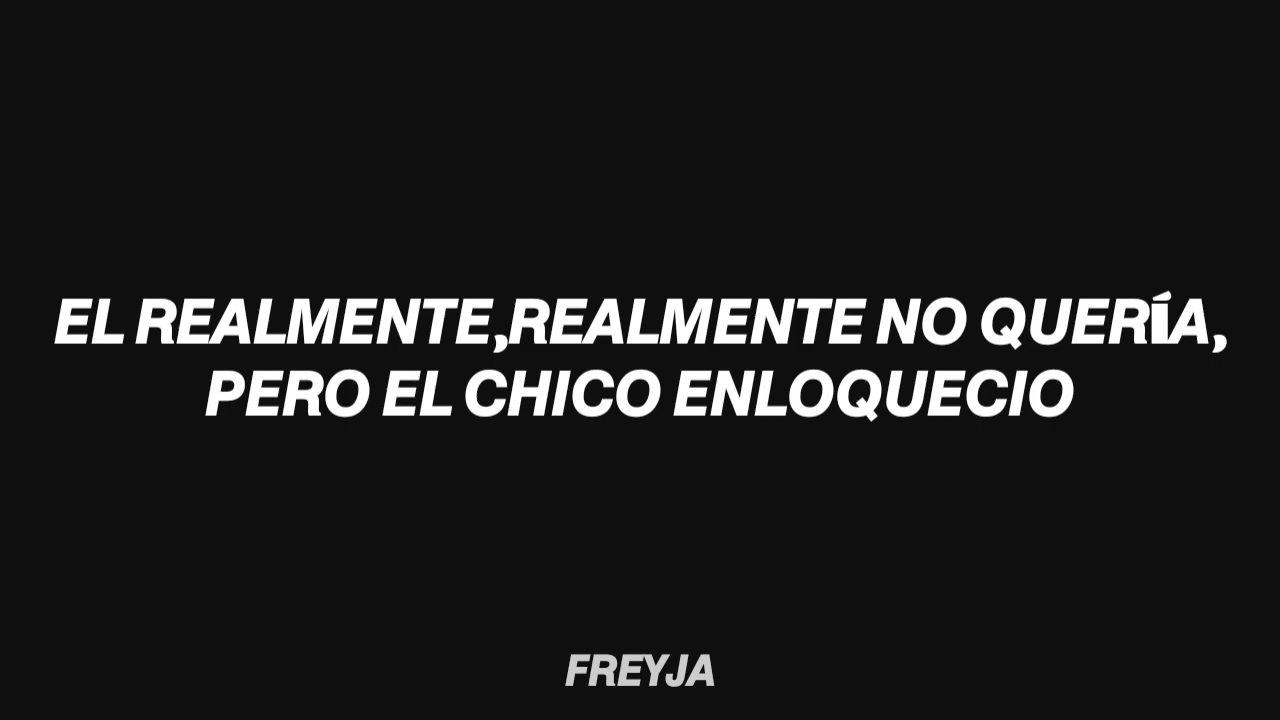 EL REALMENTE,REALMENTE NO QUERÍA,
PERO EL CHICO ENLOQUECIO
FREYJA